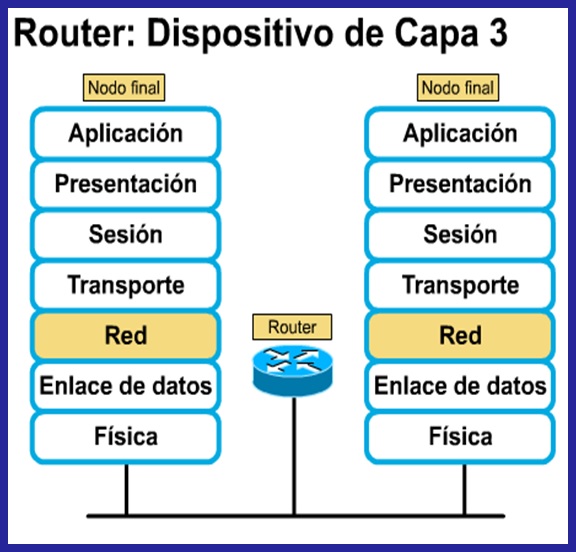 Router: Dispositivo de Capa 3
Nodo final
Aplicación
Presentación
Sesión
Transporte
Red
Enlace de datos
Física
Router
Nodo final
Aplicación
Presentación
Sesión
Transporte
Red
Enlace de datos
Física